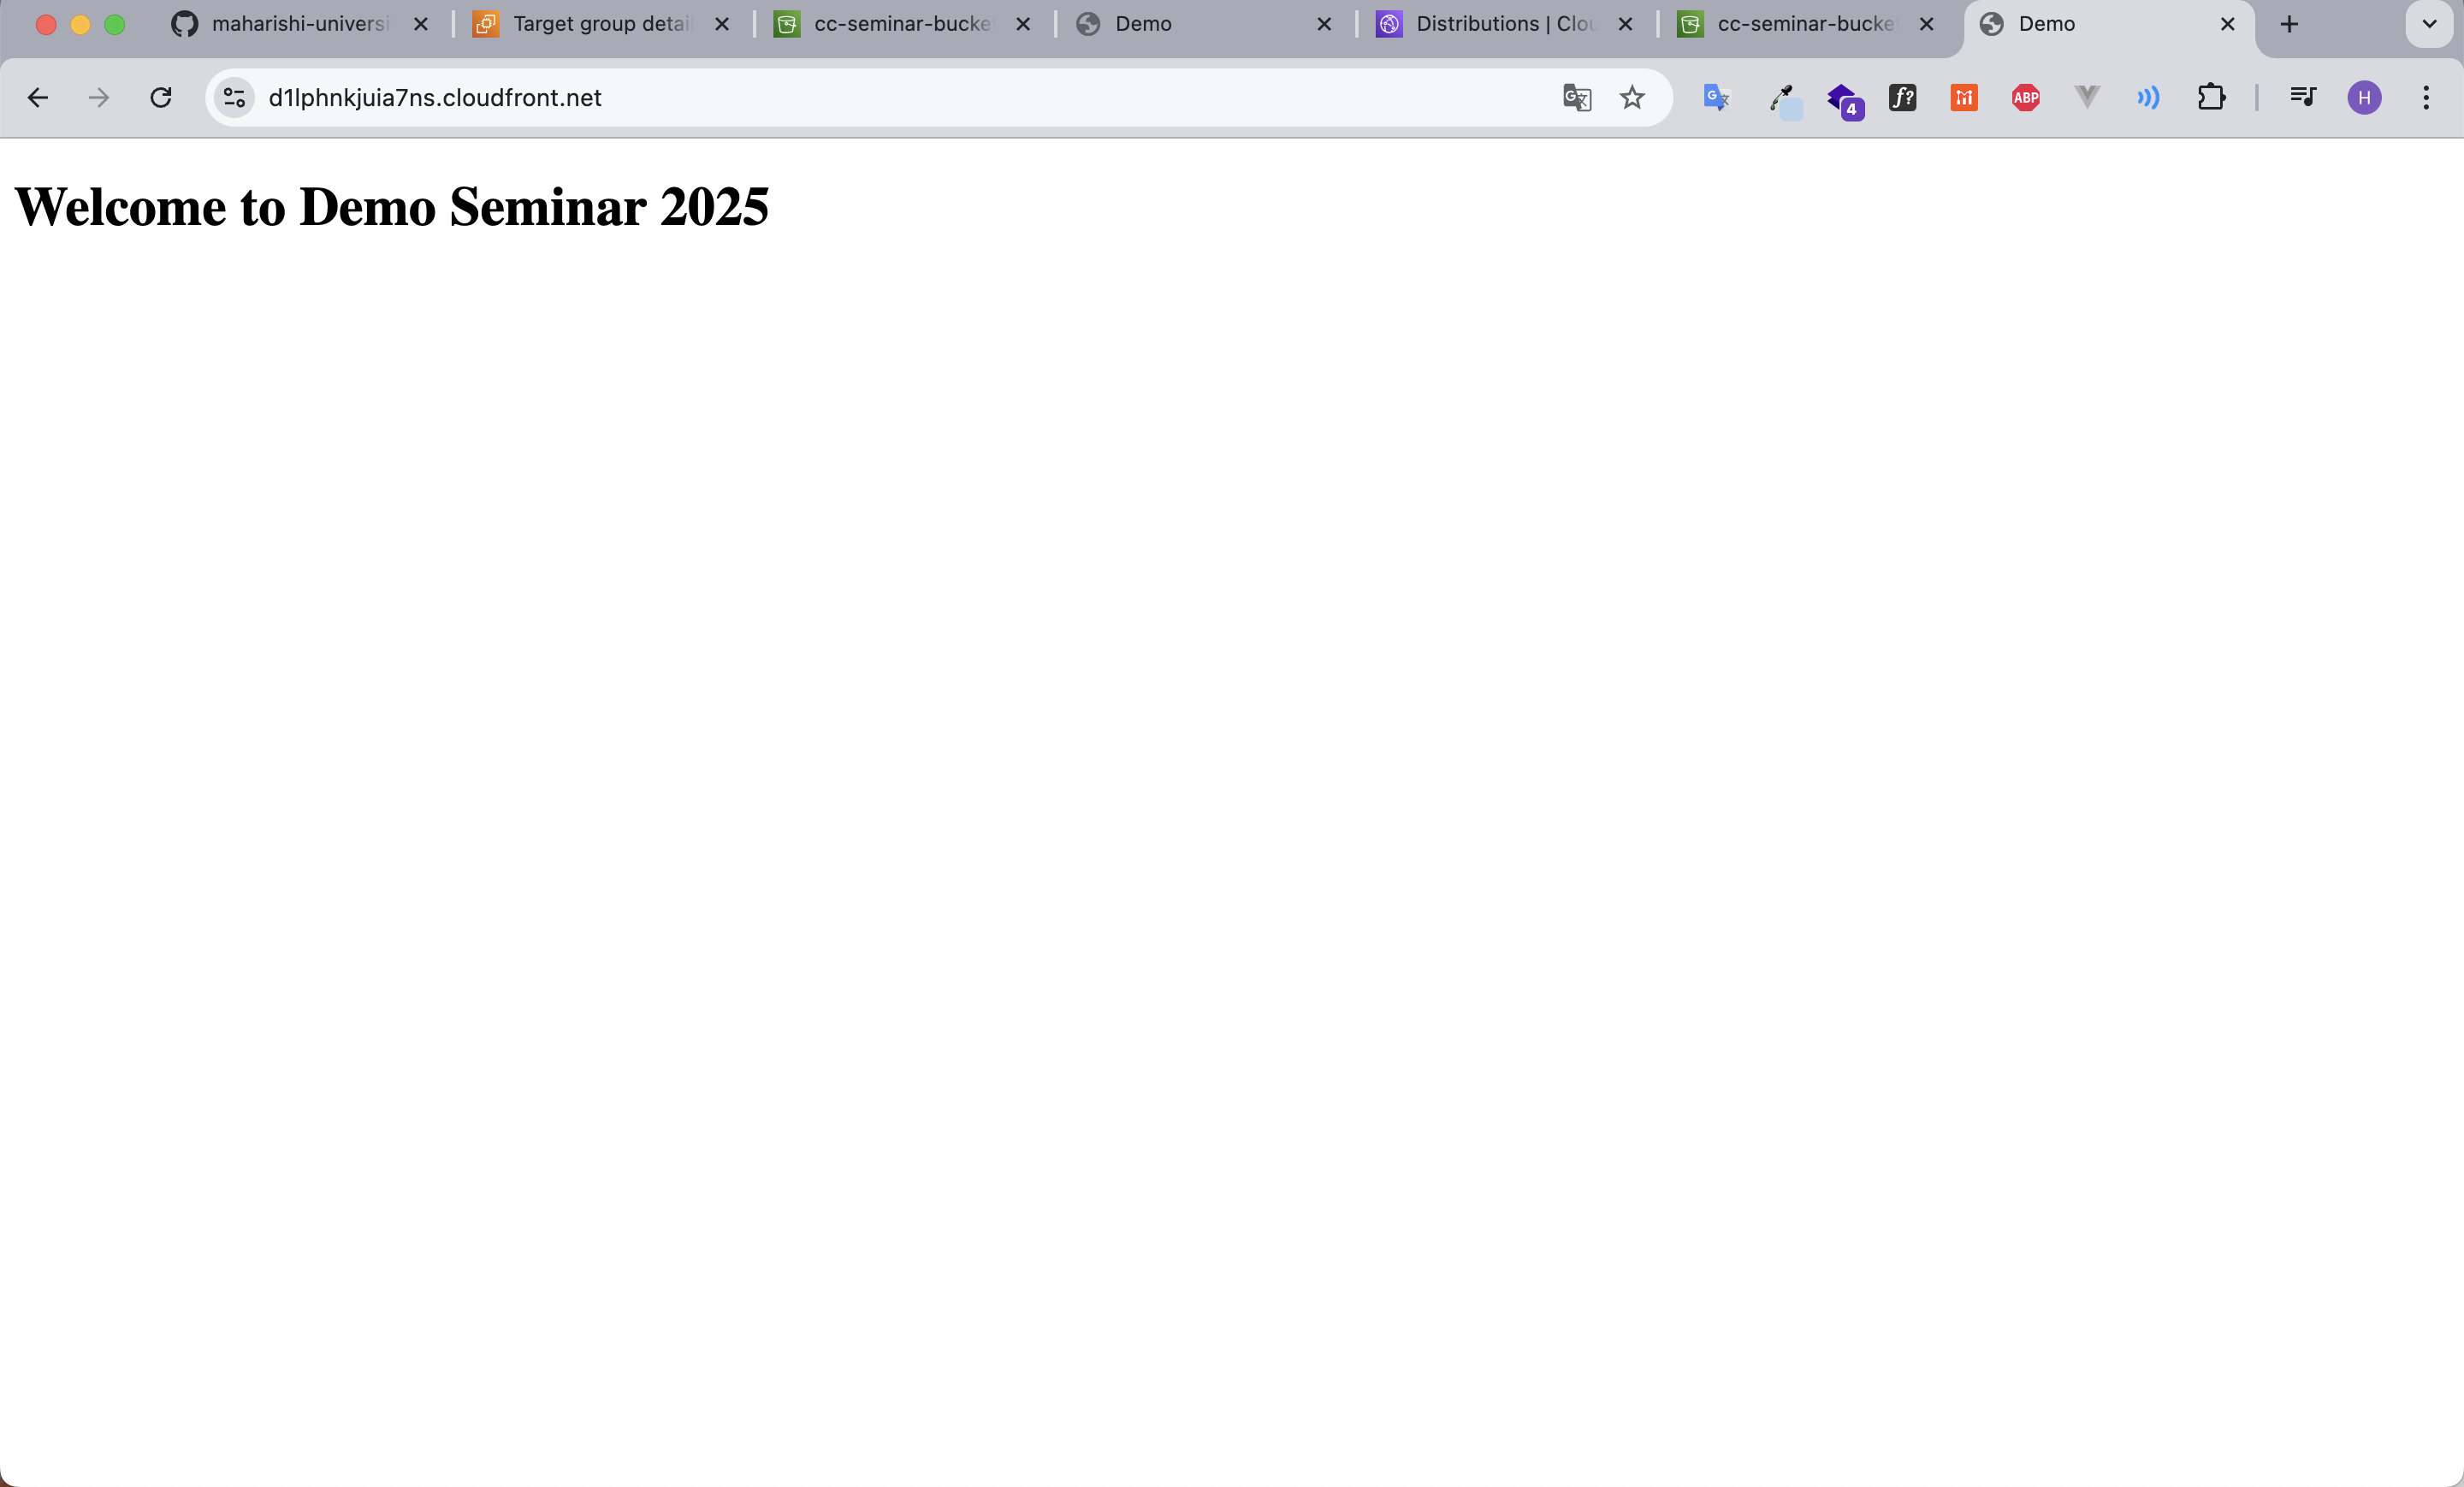 maharishi-universi
Target group detai
cc-seminar-bucke
Demo
Distributions | Clou
cc-seminar-bucke
Demo
d1lphnkjuia7ns.cloudfront.net
4
f?
ABP
H
Welcome to Demo Seminar 2025